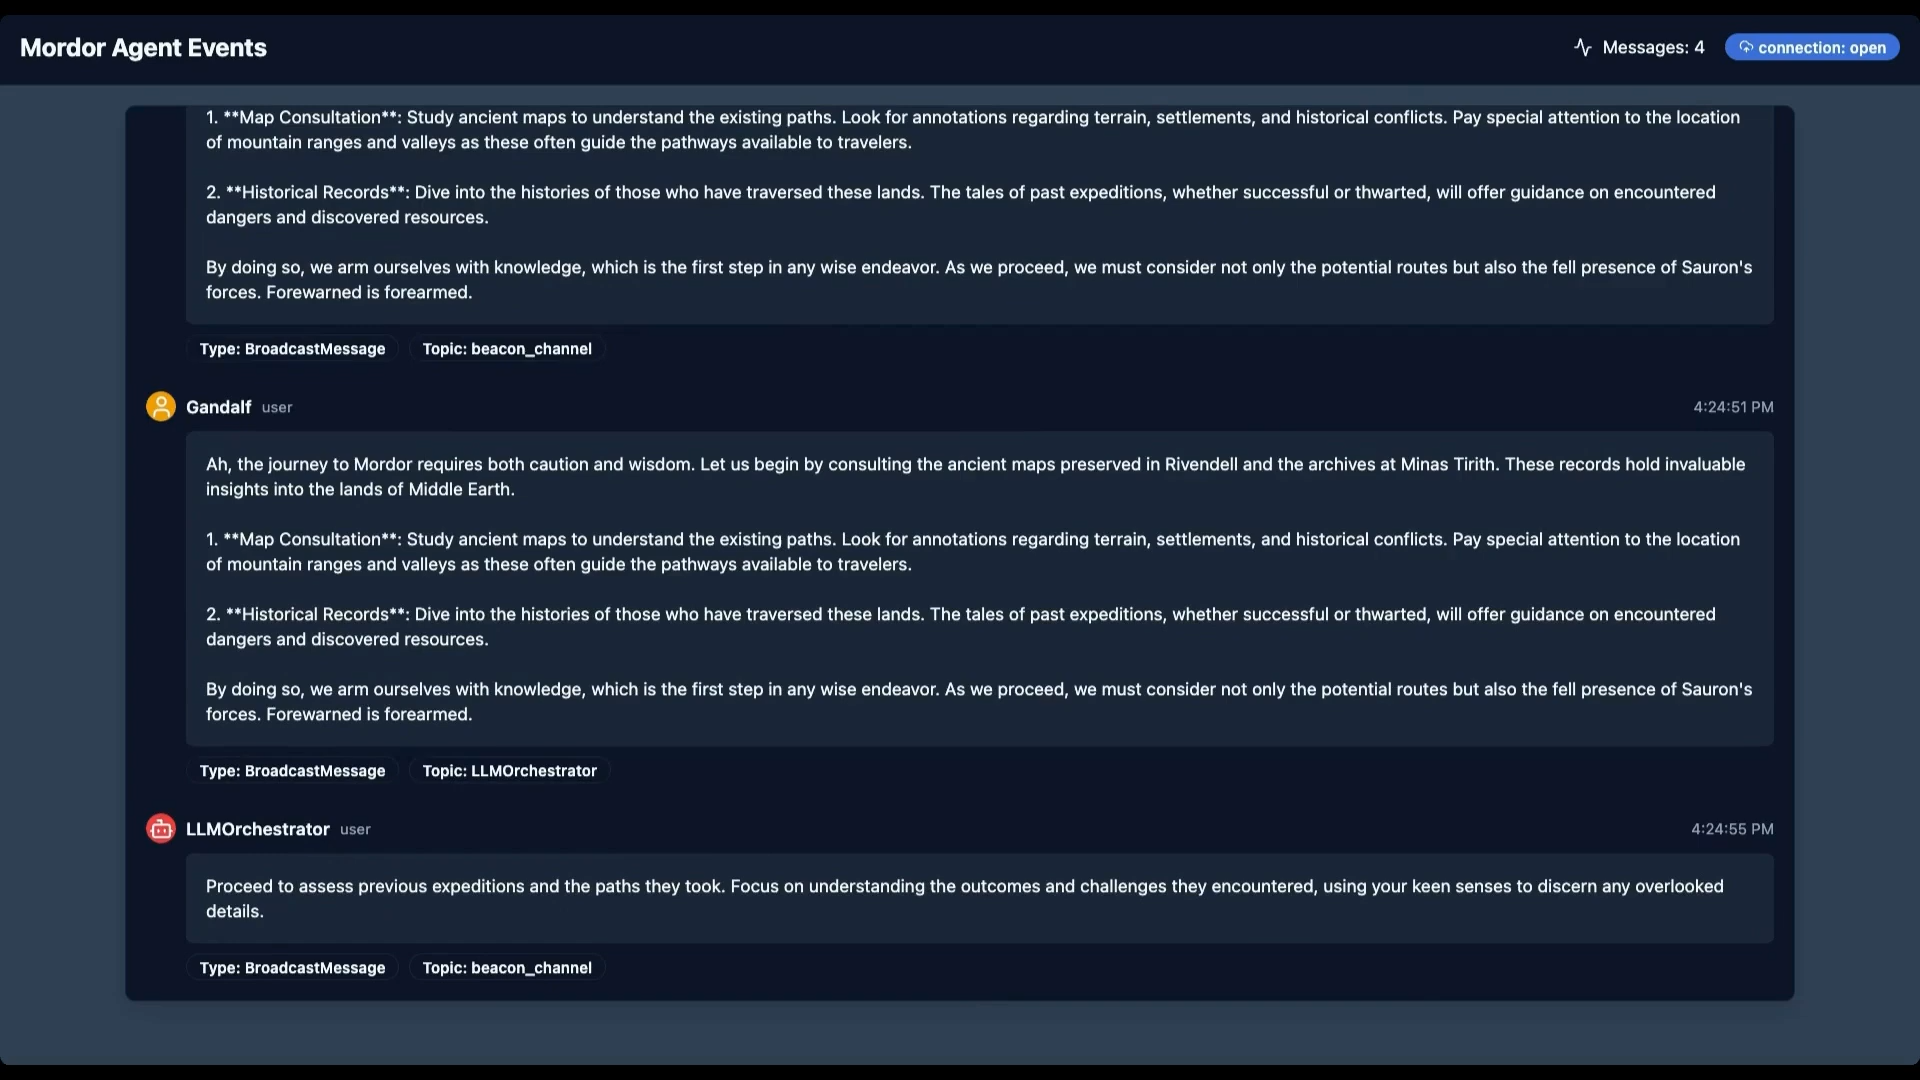 Mordor Agent Events
Messages: 4
connection: open
1. **Map Consultation**: Study ancient maps to understand the existing paths. Look for annotations regarding terrain, settlements, and historical conflicts. Pay special attention to the location
of mountain ranges and valleys as these often guide the pathways available to travelers.
2. **Historical Records**: Dive into the histories of those who have traversed these lands. The tales of past expeditions, whether successful or thwarted, will offer guidance on encountered
dangers and discovered resources.
By doing so, we arm ourselves with knowledge, which is the first step in any wise endeavor. As we proceed, we must consider not only the potential routes but also the fell presence of Sauron's
forces. Forewarned is forearmed.
Type: BroadcastMessage Topic: beacon_channel
Gandalf user 4:24:51 PM
Ah, the journey to Mordor requires both caution and wisdom. Let us begin by consulting the ancient maps preserved in Rivendell and the archives at Minas Tirith. These records hold invaluable
insights into the lands of Middle Earth.
1. **Map Consultation**: Study ancient maps to understand the existing paths. Look for annotations regarding terrain, settlements, and historical conflicts. Pay special attention to the location
of mountain ranges and valleys as these often guide the pathways available to travelers.
2. **Historical Records**: Dive into the histories of those who have traversed these lands. The tales of past expeditions, whether successful or thwarted, will offer guidance on encountered
dangers and discovered resources.
By doing so, we arm ourselves with knowledge, which is the first step in any wise endeavor. As we proceed, we must consider not only the potential routes but also the fell presence of Sauron's
forces. Forewarned is forearmed.
Type: BroadcastMessage Topic: LLMOrchestrator
LLMOrchestrator user 4:24:55 PM
Proceed to assess previous expeditions and the paths they took. Focus on understanding the outcomes and challenges they encountered, using your keen senses to discern any overlooked
details.
Type: BroadcastMessage Topic: beacon_channel